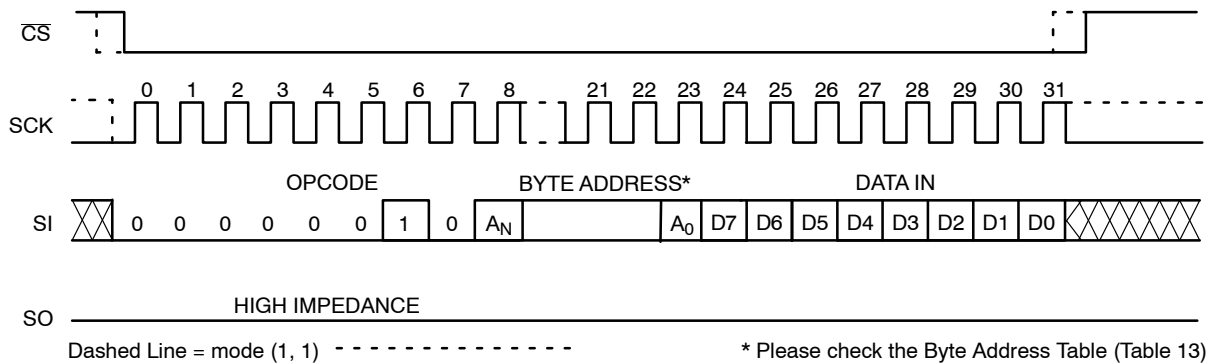 CS
0 1 2 3 4 5 6 7 8 21 22 23 24 25 26 27 28 29 30 31
SCK
OPCODE BYTE ADDRESS* DATA IN
SI 0 0 0 0 0 0 1 0 AN A0 D7 D6 D5 D4 D3 D2 D1 D0
HIGH IMPEDANCE
SO
Dashed Line = mode (1, 1) * Please check the Byte Address Table (Table 13)